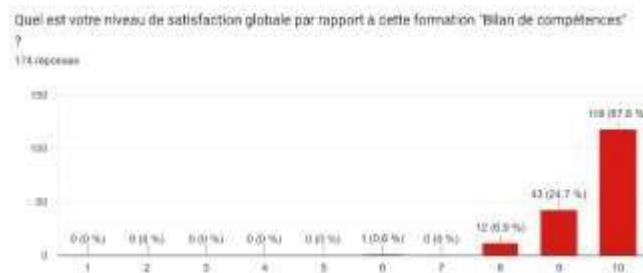 Quel est votre niveau de satisfaction globale par rapport à cette formation "Bilan de compétences"
?
174 réponses
150
100
50
0
0 (0 %) 0 (0 %) 0 (0 %) 0 (0 %) 0 (0 %) 1 (0,6 %) 0 (0 %) 12 (6,9 %) 43 (24,7 %) 118 (67,8 %
1 2 3 4 5 6 7 8 9 10